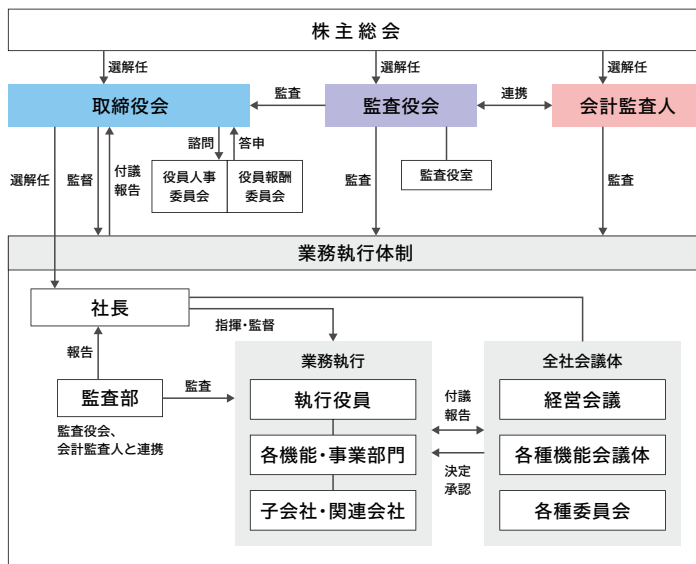 株主総会
選解任
選解任
選解任
取締役会
監査
監査役会
連携
会計監査人
選解任
監督
付議
報告
諮問
答申
役員人事
委員会
役員報酬
委員会
監査
監査役室
監査
業務執行体制
社長
指揮・監督
報告
監査部
監査
監査役会、
会計監査人と連携
業務執行
執行役員
各機能・事業部門
子会社・関連会社
付議
報告
決定
承認
全社会議体
経営会議
各種機能会議体
各種委員会